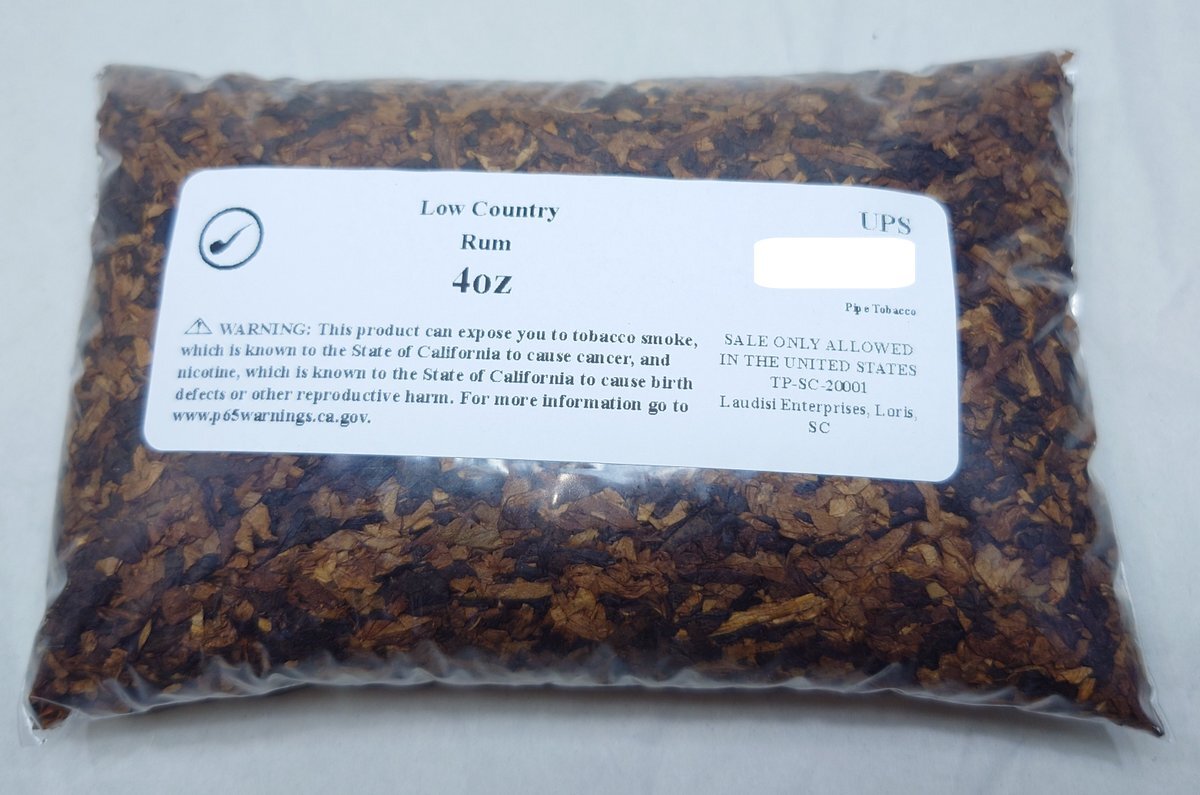 Low Country
Rum
4oz
⚠ WARNING: This product can expose you to tobacco smoke,
which is known to the State of California to cause cancer, and
nicotine, which is known to the State of California to cause birth
defects or other reproductive harm. For more information go to
www.p65warnings.ca.gov.
UPS
Pipe Tobacco
SALE ONLY ALLOWED
IN THE UNITED STATES
TP-SC-20001
Laudisi Enterprises, Loris,
SC